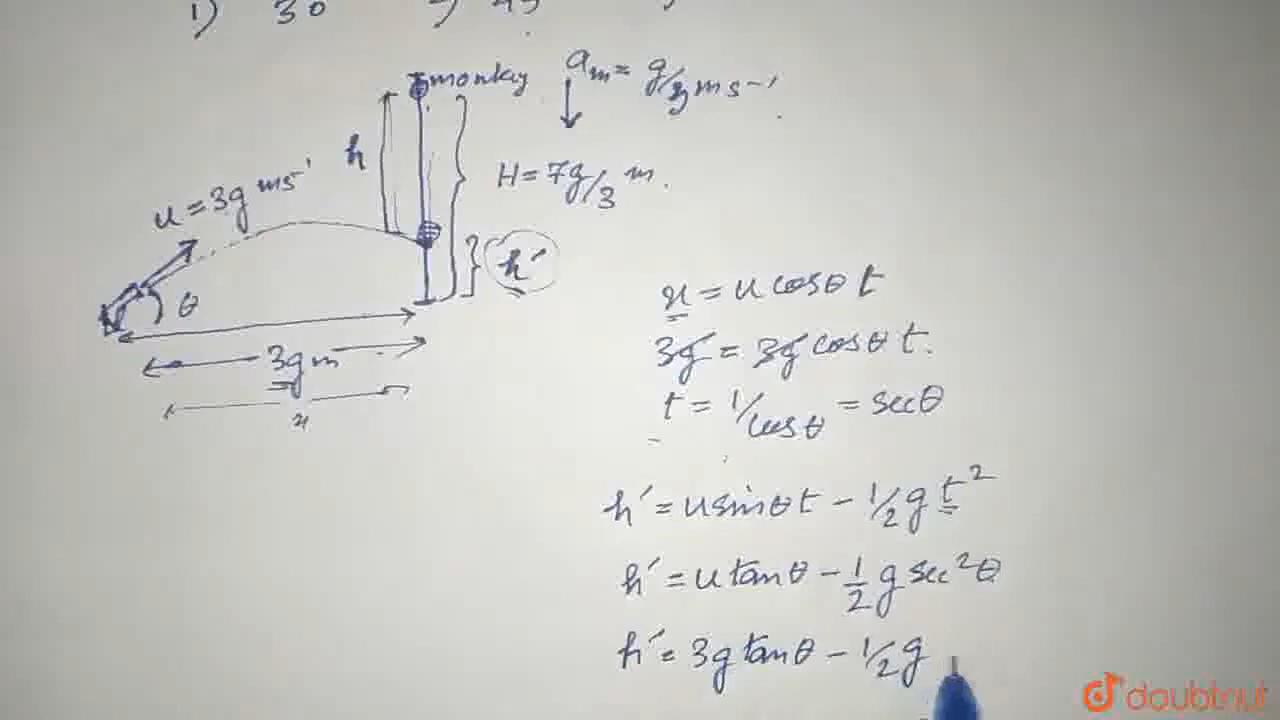 1) 30
monkey
a_m = g/3 ms⁻¹
h
H = 7g/3 m.
u = 3g ms⁻¹
h′
θ
3g m
x
x = u cosθ t
3g = 3g cosθ t.
t = 1/cosθ = secθ
h′ = u sinθ t − 1/2 g t²
h′ = u tanθ − 1/2 g sec²θ
h′ = 3g tanθ − 1/2 g
doubtnut